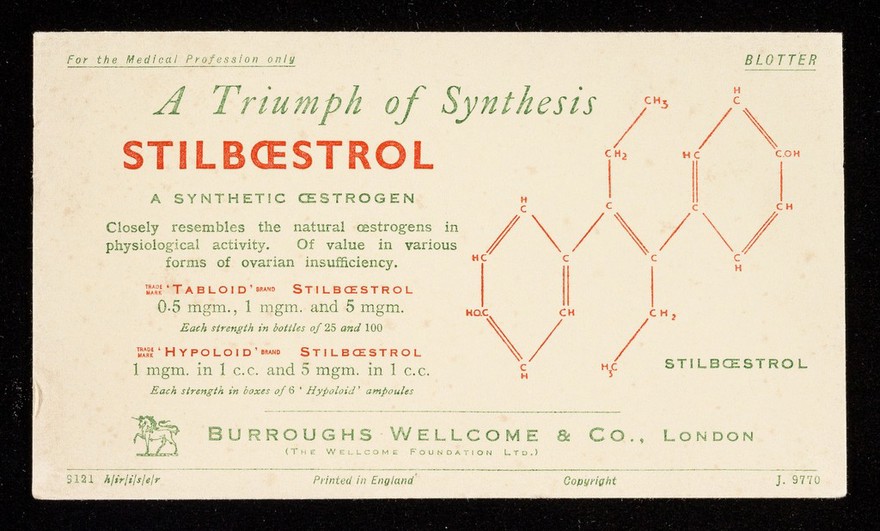 For the Medical Profession only
BLOTTER
A Triumph of Synthesis
STILBŒSTROL
A SYNTHETIC ŒSTROGEN
Closely resembles the natural œstrogens in
physiological activity. Of value in various
forms of ovarian insufficiency.
TRADE MARK 'TABLOID' BRAND STILBŒSTROL
0·5 mgm., 1 mgm. and 5 mgm.
Each strength in bottles of 25 and 100
TRADE MARK 'HYPOLOID' BRAND STILBŒSTROL
1 mgm. in 1 c.c. and 5 mgm. in 1 c.c.
Each strength in boxes of 6 'Hypoloid' ampoules
CH3
H
C
CH2
HC
C.OH
H
C
C
C
CH
HC
C
C
C
H
HOC
CH
CH2
C
H
H3C
STILBŒSTROL
BURROUGHS WELLCOME & CO., LONDON
(THE WELLCOME FOUNDATION LTD.)
S121 h/i/r/i/s/e/r
Printed in England
Copyright
J. 9770